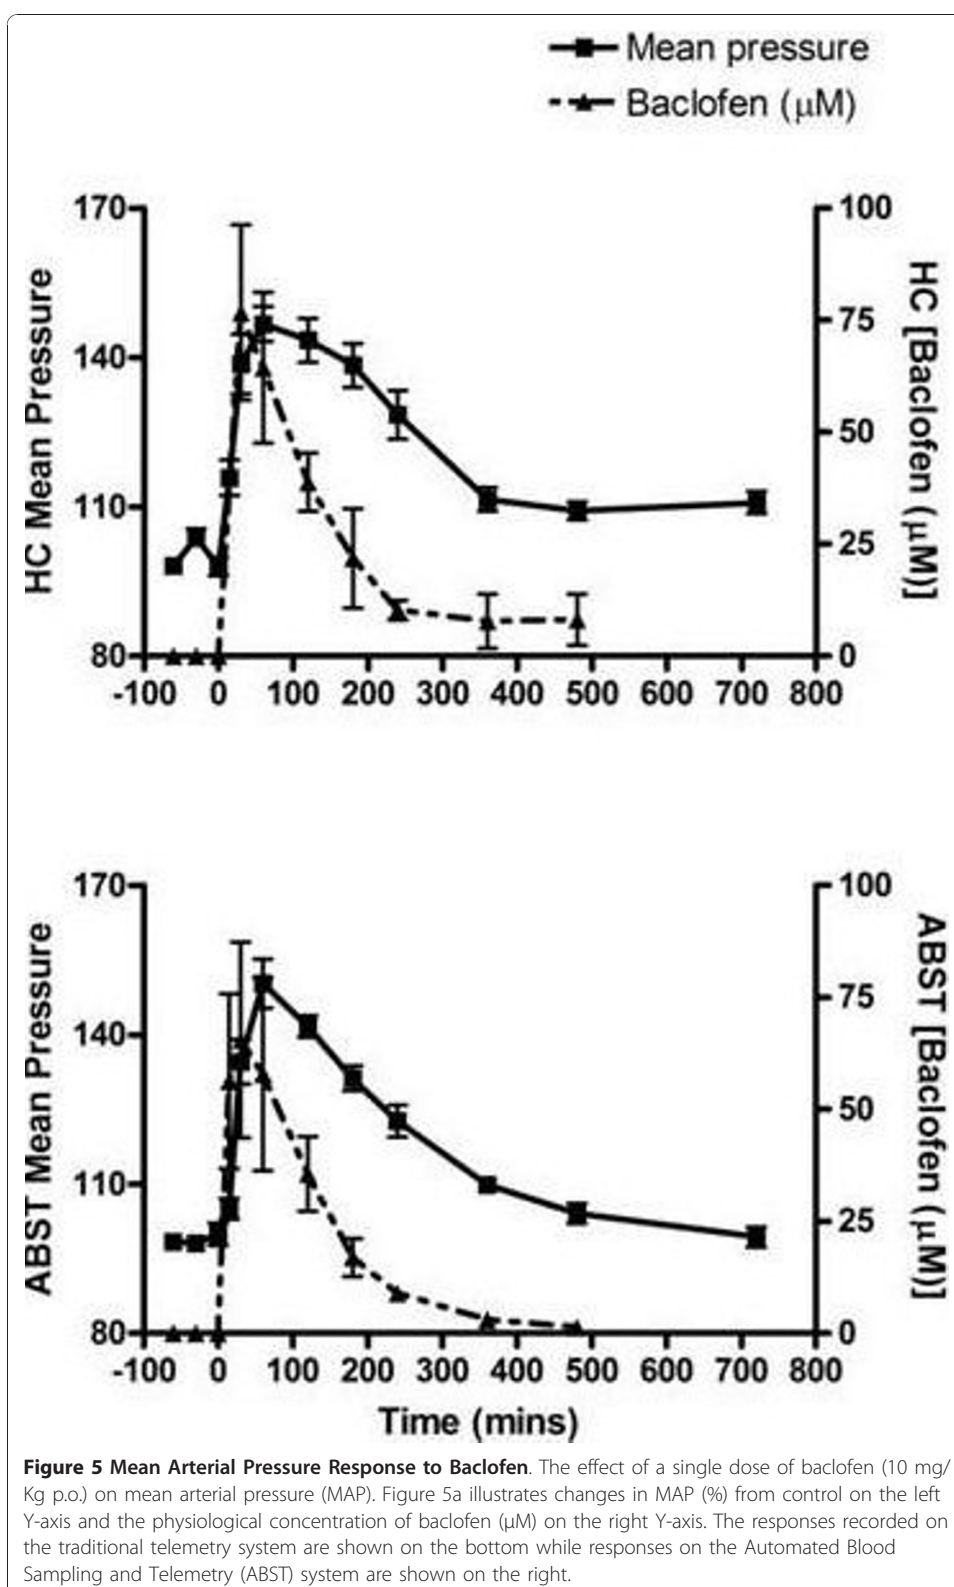 Mean pressure
Baclofen (μM)
170
140
110
80
HC Mean Pressure
100
75
50
25
0
HC [Baclofen (μM)]
-100 0 100 200 300 400 500 600 700 800
170
140
110
80
ABST Mean Pressure
100
75
50
25
0
ABST [Baclofen (μM)]
-100 0 100 200 300 400 500 600 700 800
Time (mins)
Figure 5 Mean Arterial Pressure Response to Baclofen. The effect of a single dose of baclofen (10 mg/
Kg p.o.) on mean arterial pressure (MAP). Figure 5a illustrates changes in MAP (%) from control on the left
Y-axis and the physiological concentration of baclofen (μM) on the right Y-axis. The responses recorded on
the traditional telemetry system are shown on the bottom while responses on the Automated Blood
Sampling and Telemetry (ABST) system are shown on the right.